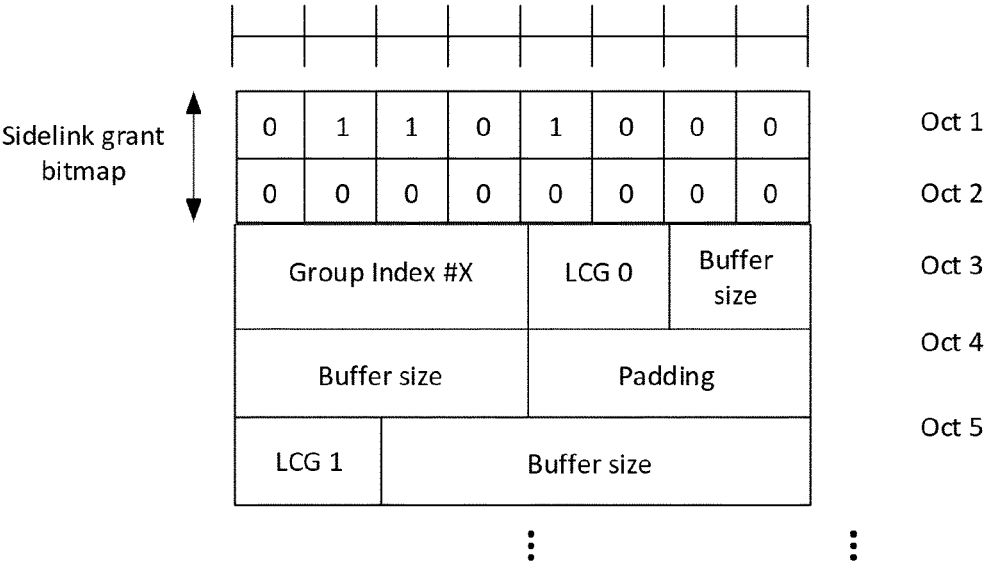 0 1 1 0 1 0 0 0 Oct 1
Sidelink grant
bitmap
0 0 0 0 0 0 0 0 Oct 2
Group Index #X LCG 0 Buffer
size Oct 3
Buffer size Padding Oct 4
LCG 1 Buffer size Oct 5